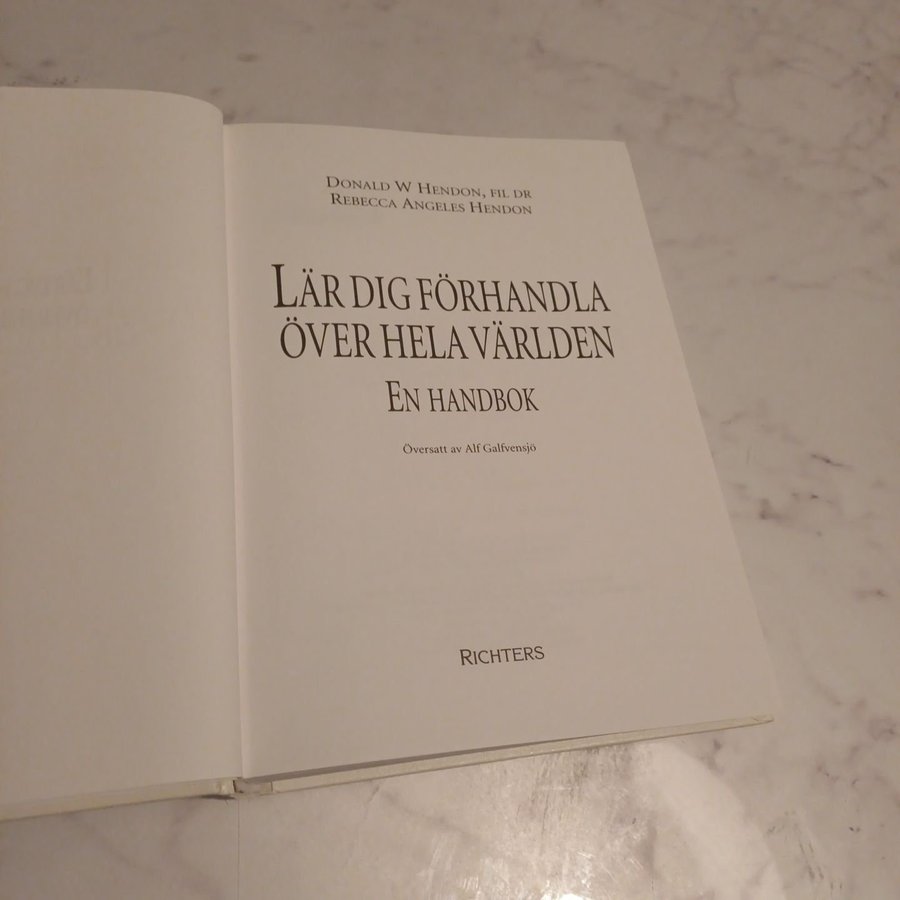 Donald W Hendon, fil dr
Rebecca Angeles Hendon
Lär dig förhandla
över hela världen
En handbok
Översatt av Alf Galfvensjö
Richters